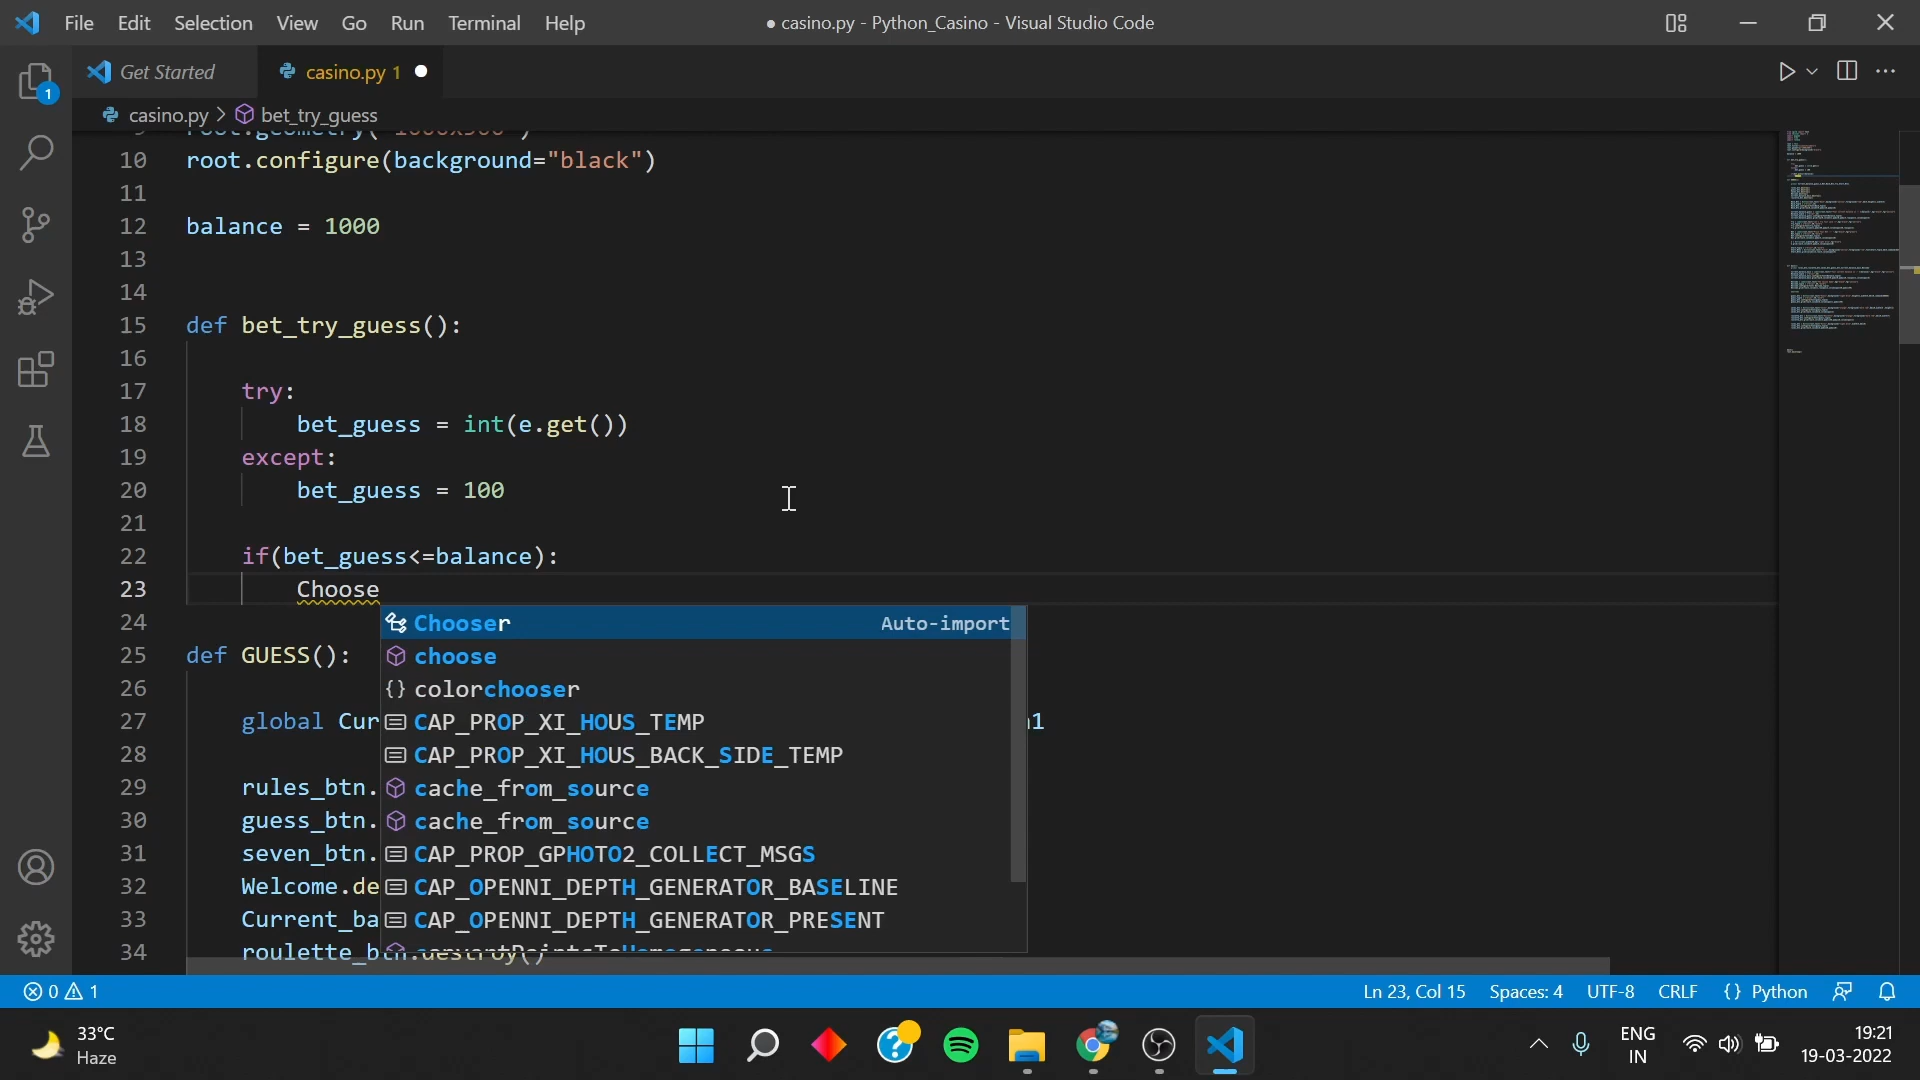 File Edit Selection View Go Run Terminal Help ● casino.py - Python_Casino - Visual Studio Code
Get Started casino.py 1
1
casino.py > bet_try_guess
10 root.configure(background="black")
11
12 balance = 1000
13
14
15 def bet_try_guess():
16
17 try:
18 bet_guess = int(e.get())
19 except:
20 bet_guess = 100
21
22 if(bet_guess<=balance):
23 Choose
24 Chooser Auto-import
25 def GUESS(): choose
26 {} colorchooser
27 global Cur CAP_PROP_XI_HOUS_TEMP
28 CAP_PROP_XI_HOUS_BACK_SIDE_TEMP
29 rules_btn. cache_from_source
30 guess_btn. cache_from_source
31 seven_btn. CAP_PROP_GPHOTO2_COLLECT_MSGS
32 Welcome.de CAP_OPENNI_DEPTH_GENERATOR_BASELINE
33 Current_ba CAP_OPENNI_DEPTH_GENERATOR_PRESENT
34 roulette_btn.destroy()
0 1 Ln 23, Col 15 Spaces: 4 UTF-8 CRLF {} Python
33°C
Haze
ENG
IN
19:21
19-03-2022